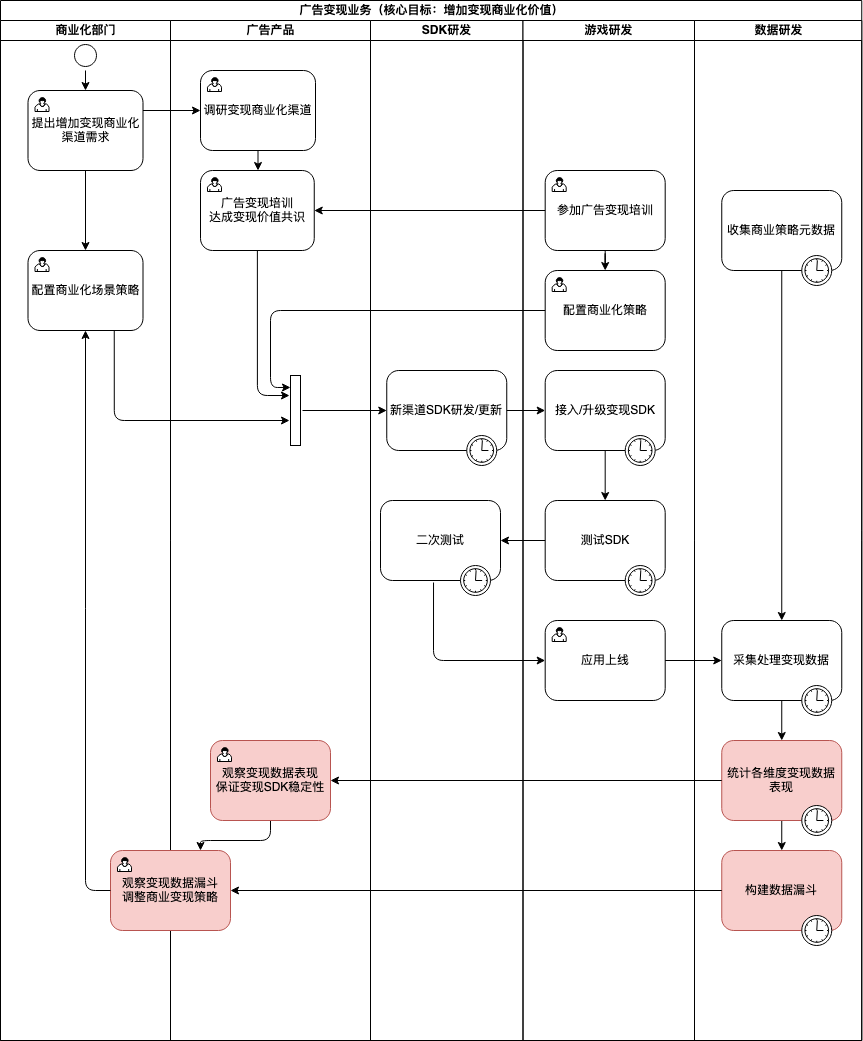 广告变现业务（核心目标：增加变现商业化价值）
商业化部门
广告产品
SDK研发
游戏研发
数据研发
提出增加变现商业化
渠道需求
调研变现商业化渠道
广告变现培训
达成变现价值共识
参加广告变现培训
收集商业策略元数据
配置商业化场景策略
配置商业化策略
新渠道SDK研发/更新
接入/升级变现SDK
二次测试
测试SDK
应用上线
采集处理变现数据
观察变现数据表现
保证变现SDK稳定性
统计各维度变现数据
表现
观察变现数据漏斗
调整商业变现策略
构建数据漏斗